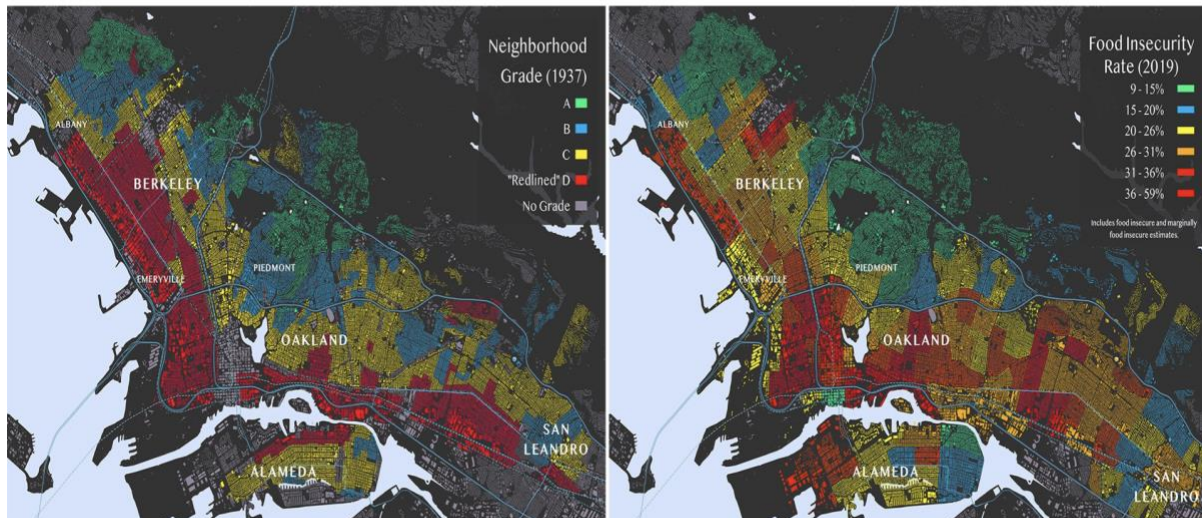 Neighborhood
Grade (1937)
A
B
C
"Redlined" D
No Grade
ALBANY
BERKELEY
EMERYVILLE
PIEDMONT
OAKLAND
SAN
LEANDRO
ALAMEDA
Food Insecurity
Rate (2019)
9 - 15%
15 - 20%
20 - 26%
26 - 31%
31 - 36%
36 - 59%
Includes food insecure and marginally
food insecure estimates.
ALBANY
BERKELEY
EMERYVILLE
PIEDMONT
OAKLAND
ALAMEDA
SAN
LEANDRO